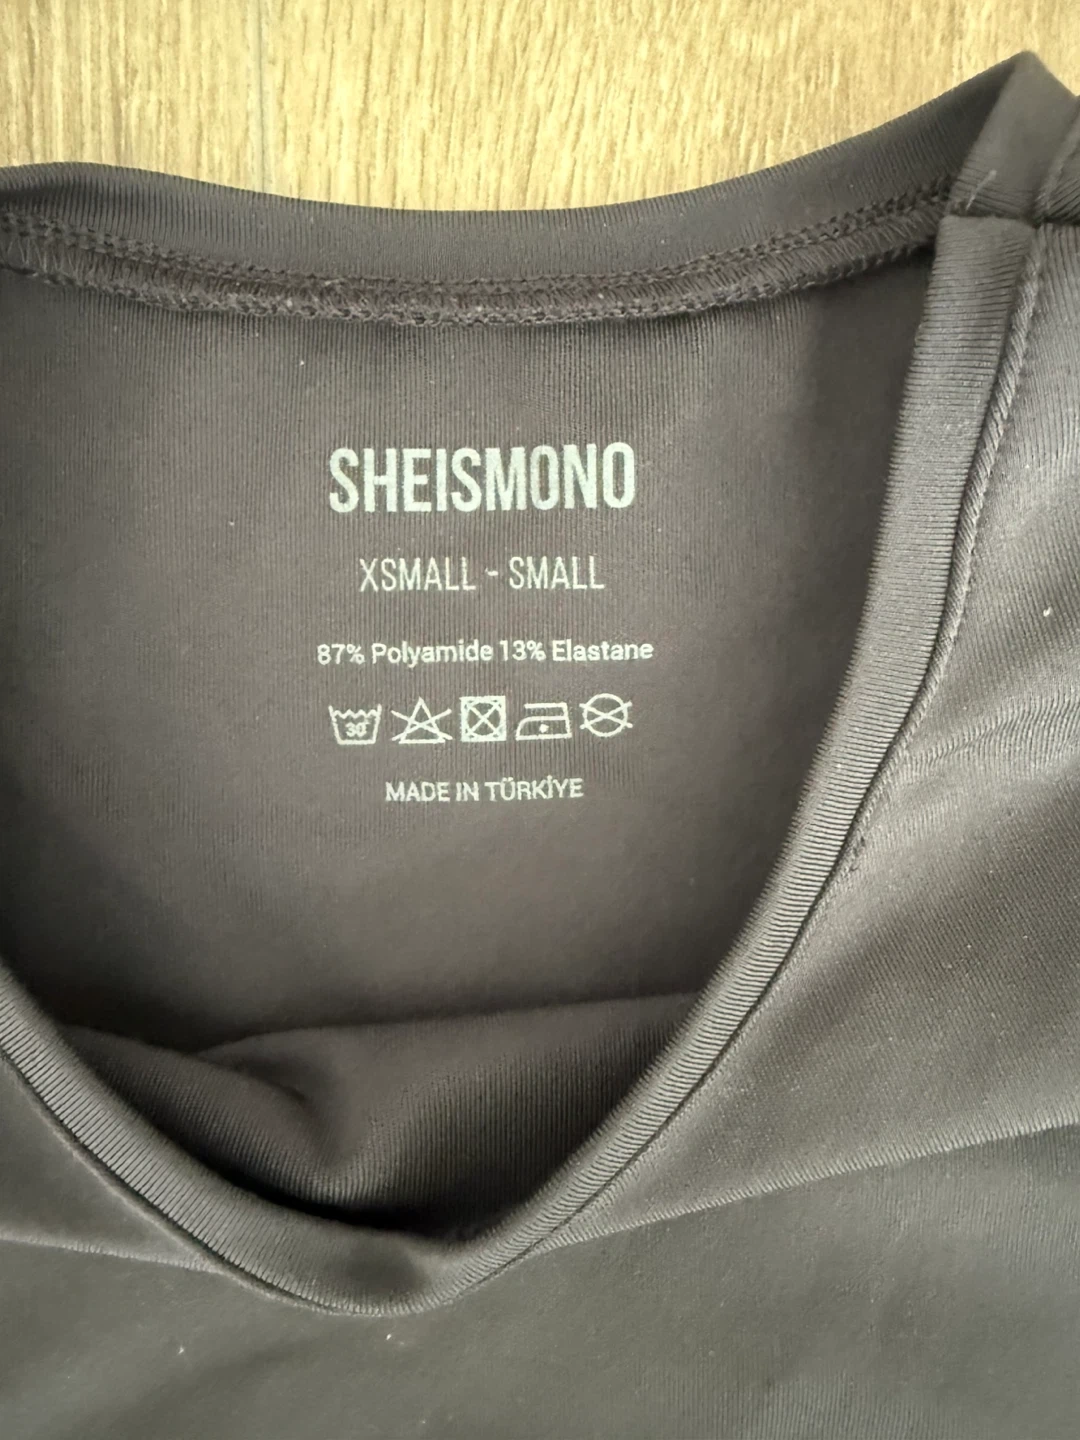 SHEISMONO
XSMALL - SMALL
87% Polyamide 13% Elastane
30°
MADE IN TÜRKİYE